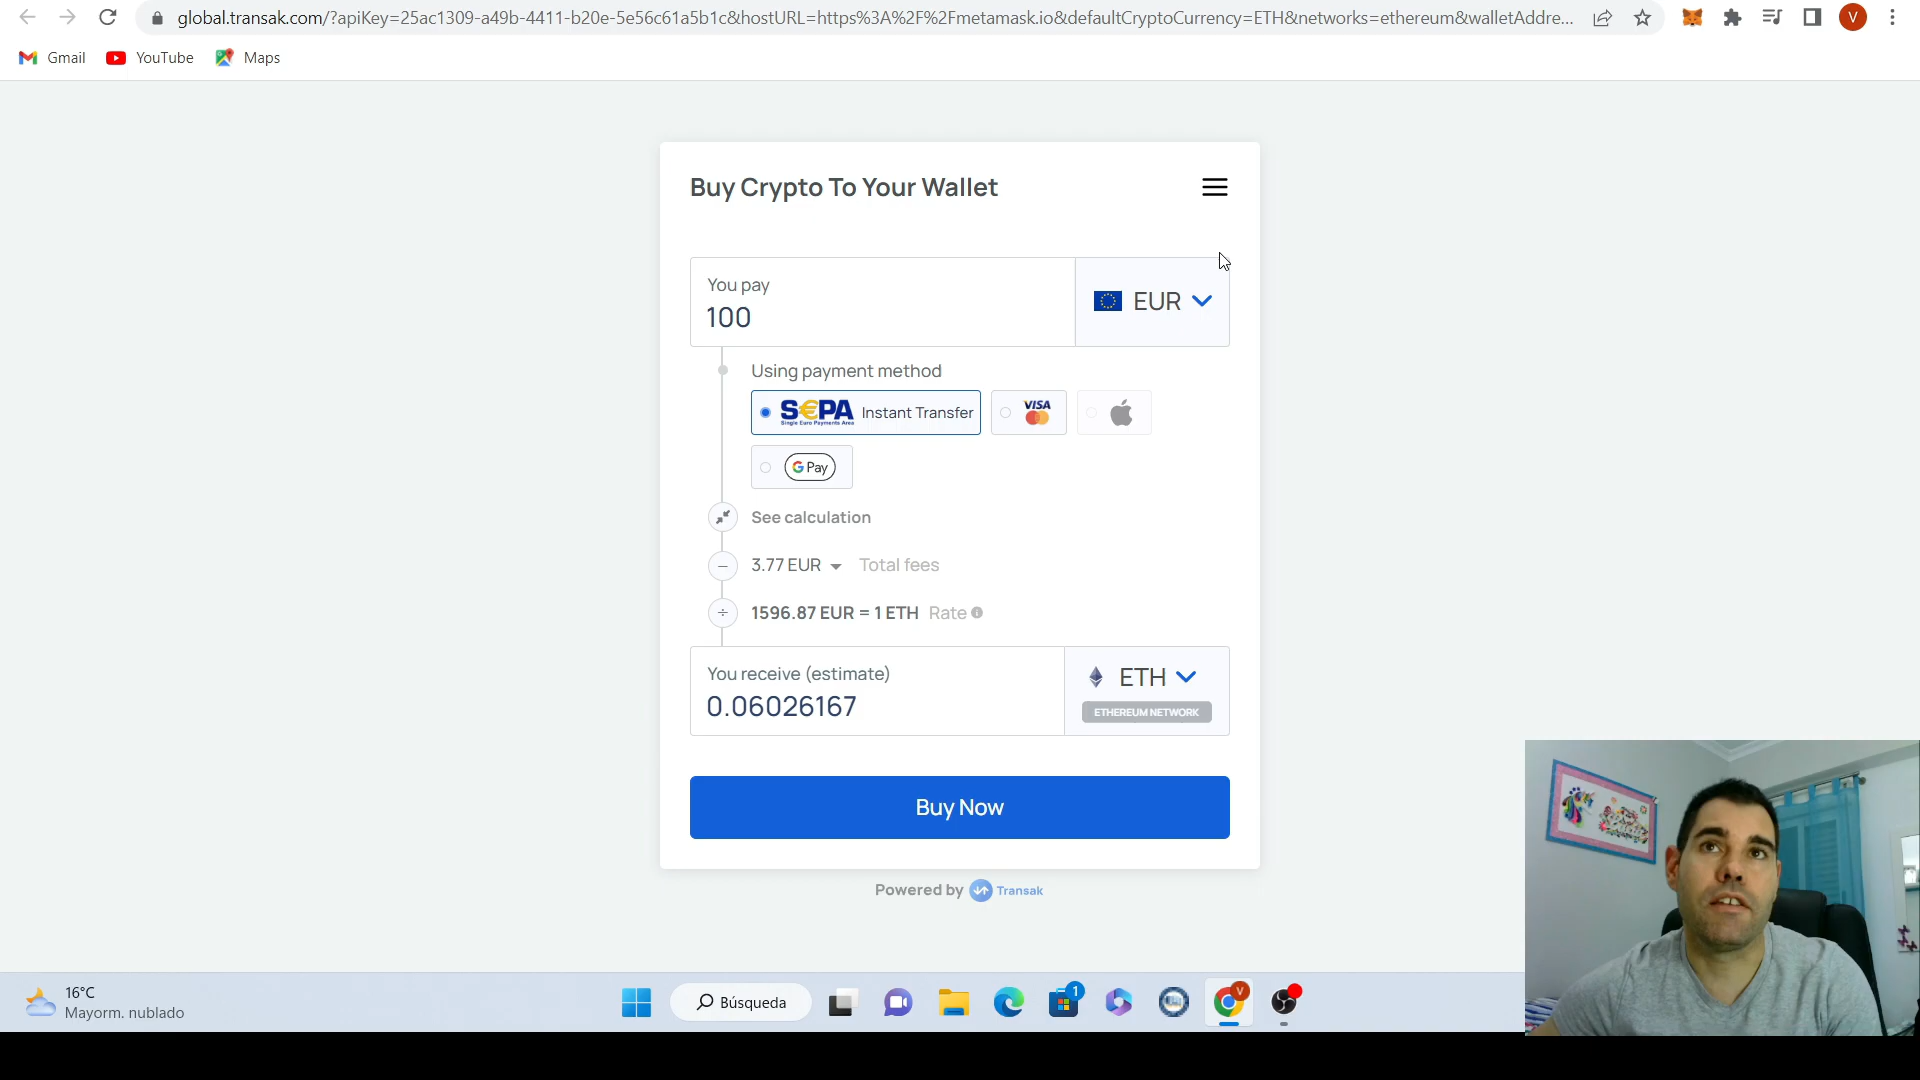 global.transak.com/?apiKey=25ac1309-a49b-4411-b20e-5e56c61a5b1c&hostURL=https%3A%2F%2Fmetamask.io&defaultCryptoCurrency=ETH&networks=ethereum&walletAddre...
V
Gmail
YouTube
Maps
Buy Crypto To Your Wallet
You pay
100
EUR
Using payment method
S€PA Instant Transfer
Single Euro Payments Area
VISA
G Pay
See calculation
3.77 EUR Total fees
1596.87 EUR = 1 ETH Rate
You receive (estimate)
0.06026167
ETH
ETHEREUM NETWORK
Buy Now
Powered by Transak
16°C
Mayorm. nublado
Búsqueda
1
V